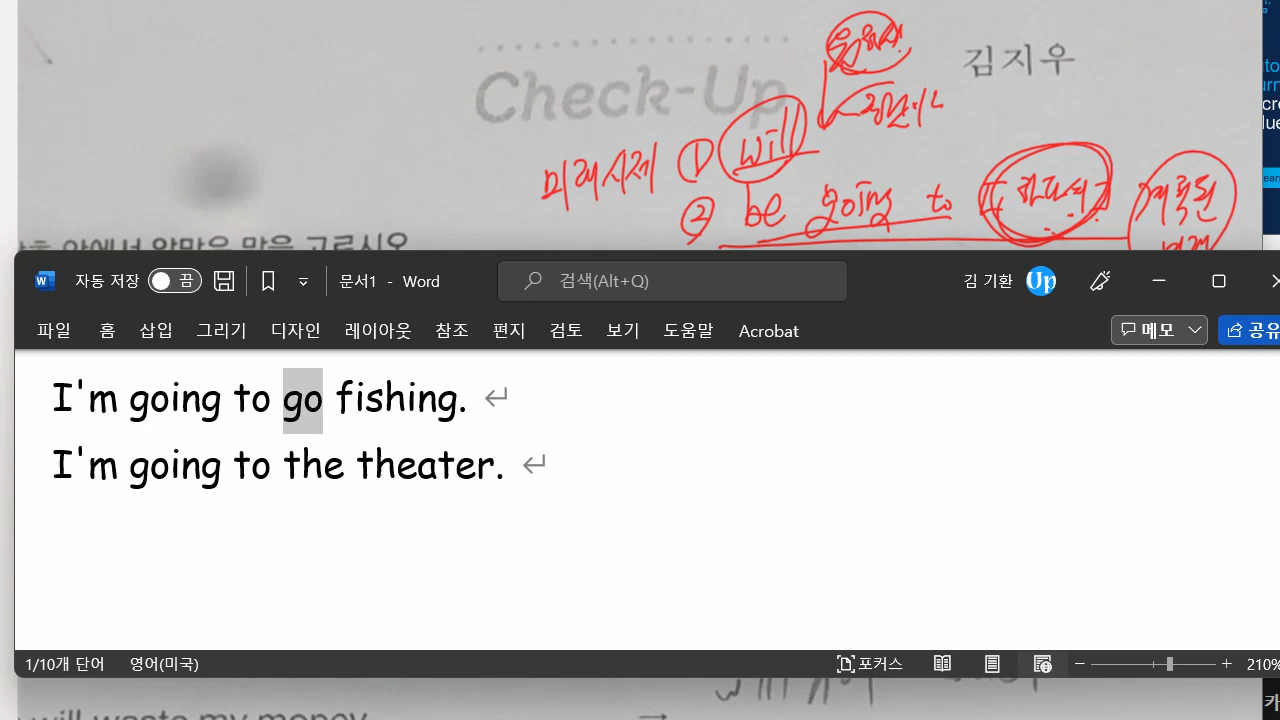 Check-Up
김지우
미래시제 ① will
② be going to
계획된
자동 저장 끔 문서1 - Word 검색(Alt+Q) 김 기환
파일 홈 삽입 그리기 디자인 레이아웃 참조 편지 검토 보기 도움말 Acrobat 메모 공유
I'm going to go fishing.
I'm going to the theater.
1/10개 단어 영어(미국) 포커스 210%
will waste my money